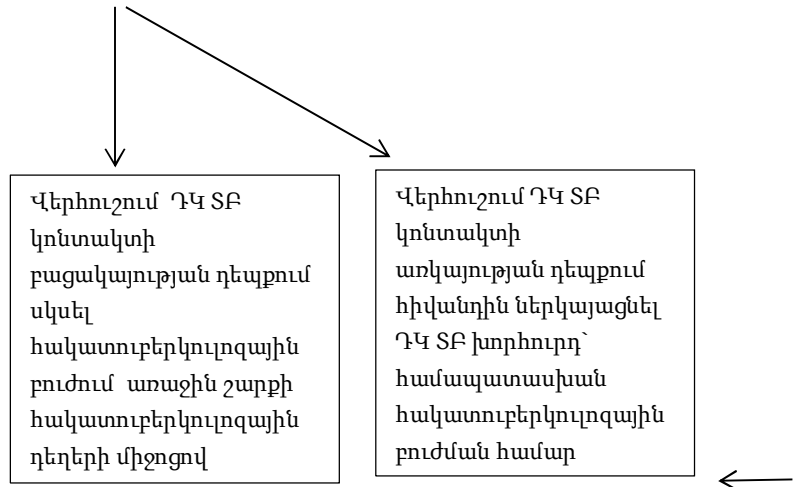 Վերհուշում ԴԿ ՏԲ
կոնտակտի
բացակայության դեպքում
սկսել
հակատուբերկուլոզային
բուժում առաջին շարքի
հակատուբերկուլոզային
դեղերի միջոցով
Վերհուշում ԴԿ ՏԲ
կոնտակտի
առկայության դեպքում
հիվանդին ներկայացնել
ԴԿ ՏԲ խորհուրդ՝
համապատասխան
հակատուբերկուլոզային
բուժման համար